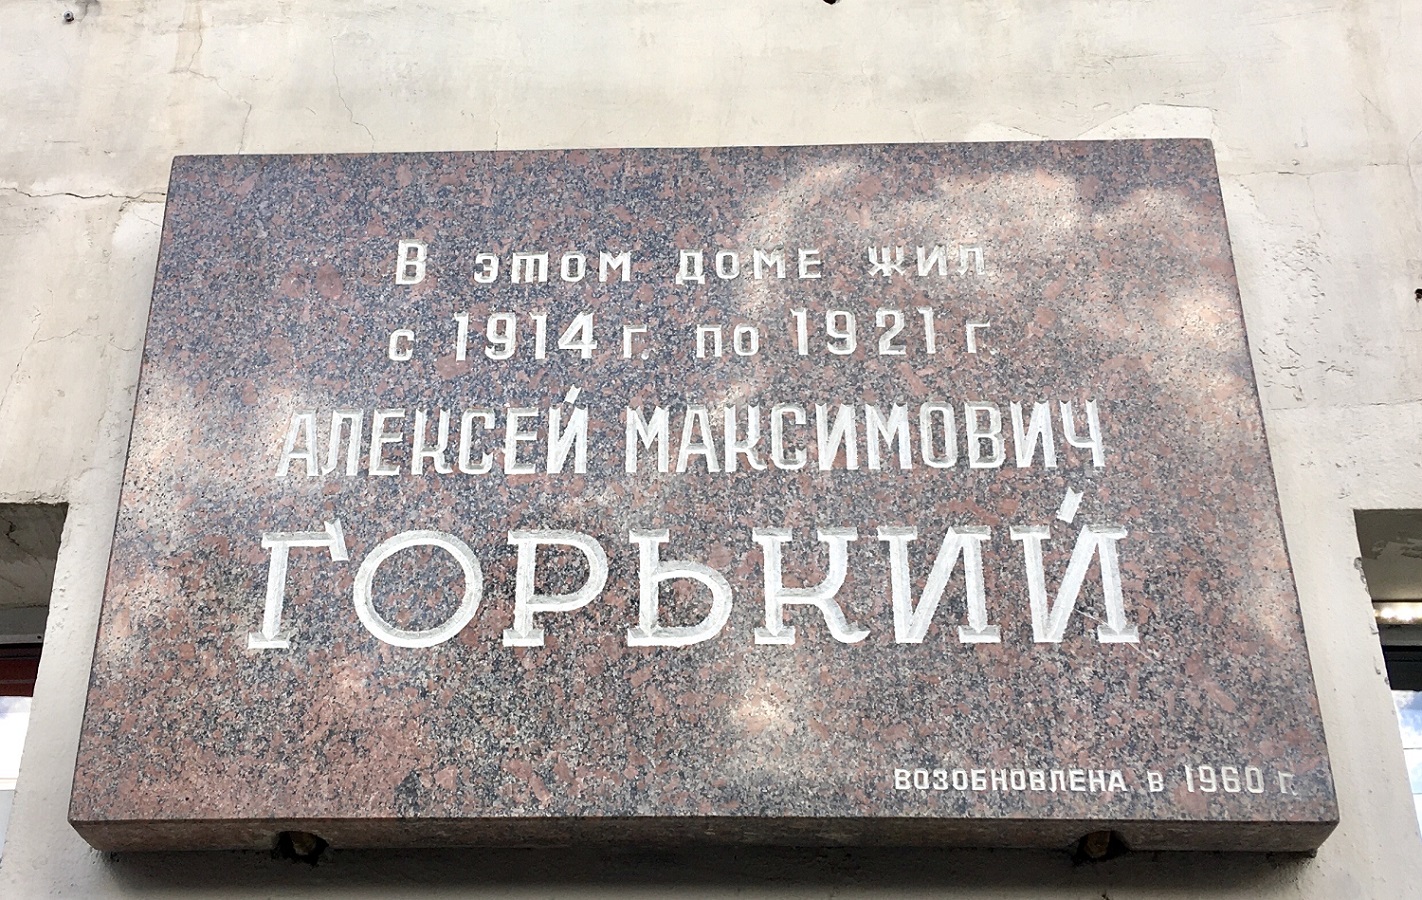 В этом доме жил
с 1914 г. по 1921 г.
АЛЕКСЕЙ МАКСИМОВИЧ
ГОРЬКИЙ
ВОЗОБНОВЛЕНА В 1960 г.